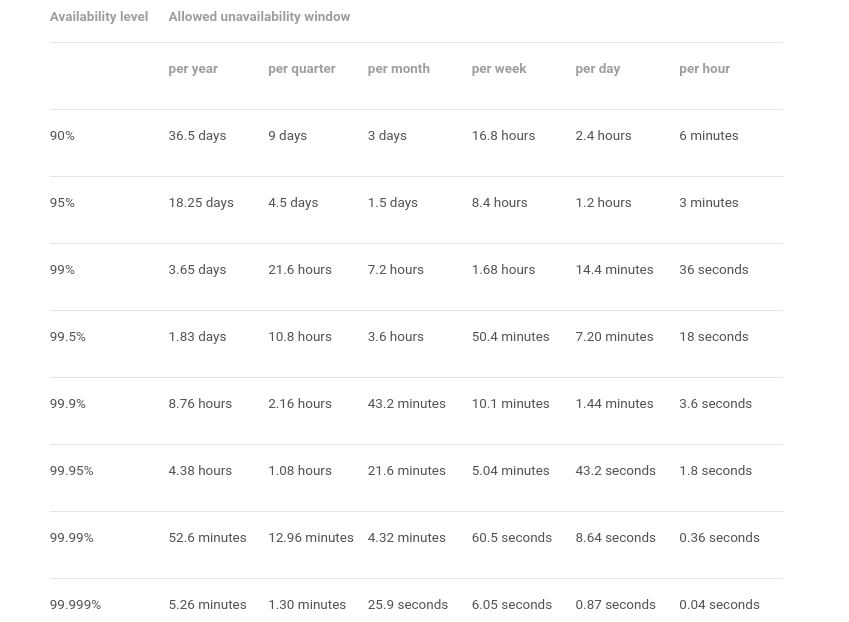 Availability level Allowed unavailability window
per year per quarter per month per week per day per hour
90% 36.5 days 9 days 3 days 16.8 hours 2.4 hours 6 minutes
95% 18.25 days 4.5 days 1.5 days 8.4 hours 1.2 hours 3 minutes
99% 3.65 days 21.6 hours 7.2 hours 1.68 hours 14.4 minutes 36 seconds
99.5% 1.83 days 10.8 hours 3.6 hours 50.4 minutes 7.20 minutes 18 seconds
99.9% 8.76 hours 2.16 hours 43.2 minutes 10.1 minutes 1.44 minutes 3.6 seconds
99.95% 4.38 hours 1.08 hours 21.6 minutes 5.04 minutes 43.2 seconds 1.8 seconds
99.99% 52.6 minutes 12.96 minutes 4.32 minutes 60.5 seconds 8.64 seconds 0.36 seconds
99.999% 5.26 minutes 1.30 minutes 25.9 seconds 6.05 seconds 0.87 seconds 0.04 seconds